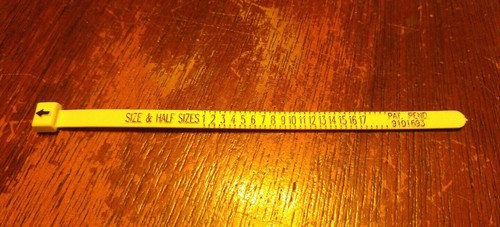 SIZE & HALF SIZES 1 2 3 4 5 6 7 8 9 10 11 12 13 14 15 16 17
PAT. PEND.
9101693